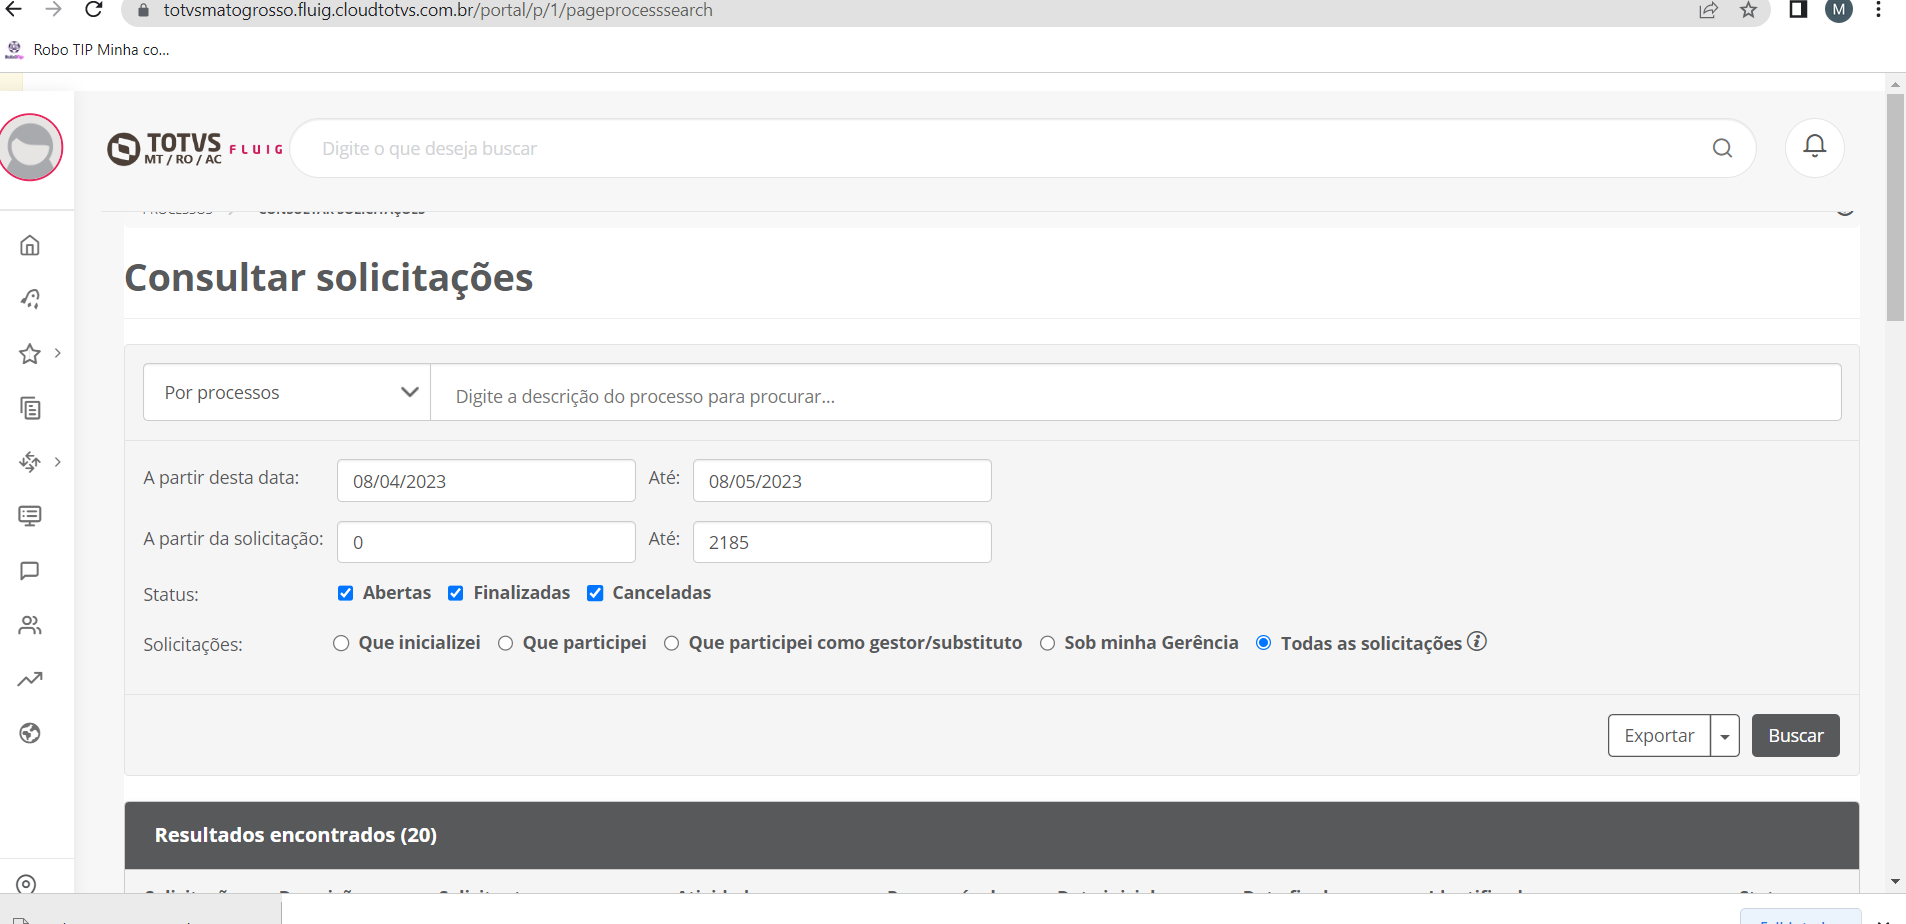 totvsmatogrosso.fluig.cloudtotvs.com.br/portal/p/1/pageprocesssearch
M
Robo TIP Minha co...
TOTVS
MT / RO / AC
FLUIG
Digite o que deseja buscar
PROCESSOS > CONSULTAR SOLICITAÇÕES
Consultar solicitações
Por processos
Digite a descrição do processo para procurar...
A partir desta data: 08/04/2023 Até: 08/05/2023
A partir da solicitação: 0 Até: 2185
Status: Abertas Finalizadas Canceladas
Solicitações: Que inicializei Que participei Que participei como gestor/substituto Sob minha Gerência Todas as solicitações
Exportar Buscar
Resultados encontrados (20)